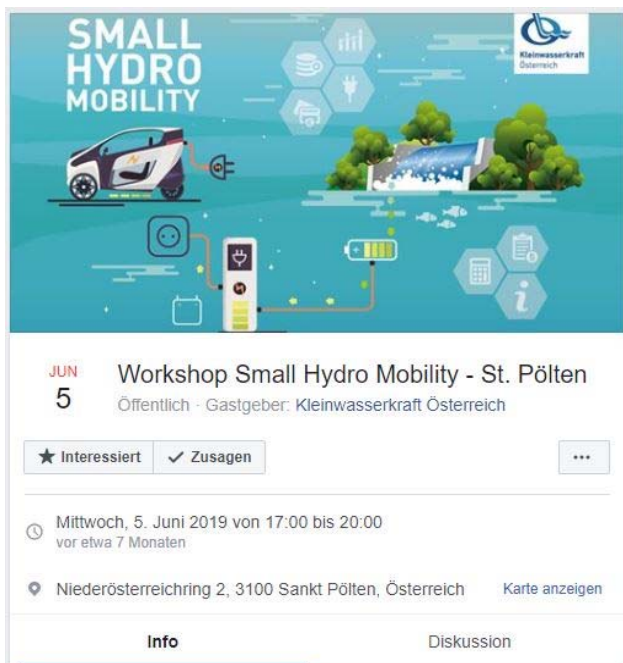 SMALL
HYDRO
MOBILITY
Kleinwasserkraft
Österreich
JUN
5
Workshop Small Hydro Mobility - St. Pölten
Öffentlich · Gastgeber: Kleinwasserkraft Österreich
Interessiert
Zusagen
Mittwoch, 5. Juni 2019 von 17:00 bis 20:00
vor etwa 7 Monaten
Niederösterreichring 2, 3100 Sankt Pölten, Österreich
Karte anzeigen
Info
Diskussion